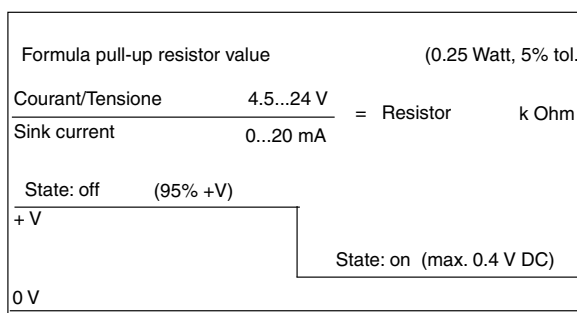 Formula pull-up resistor value (0.25 Watt, 5% tol.
Courant/Tensione 4.5...24 V
= Resistor k Ohm
Sink current 0...20 mA
State: off (95% +V)
+ V
State: on (max. 0.4 V DC)
0 V